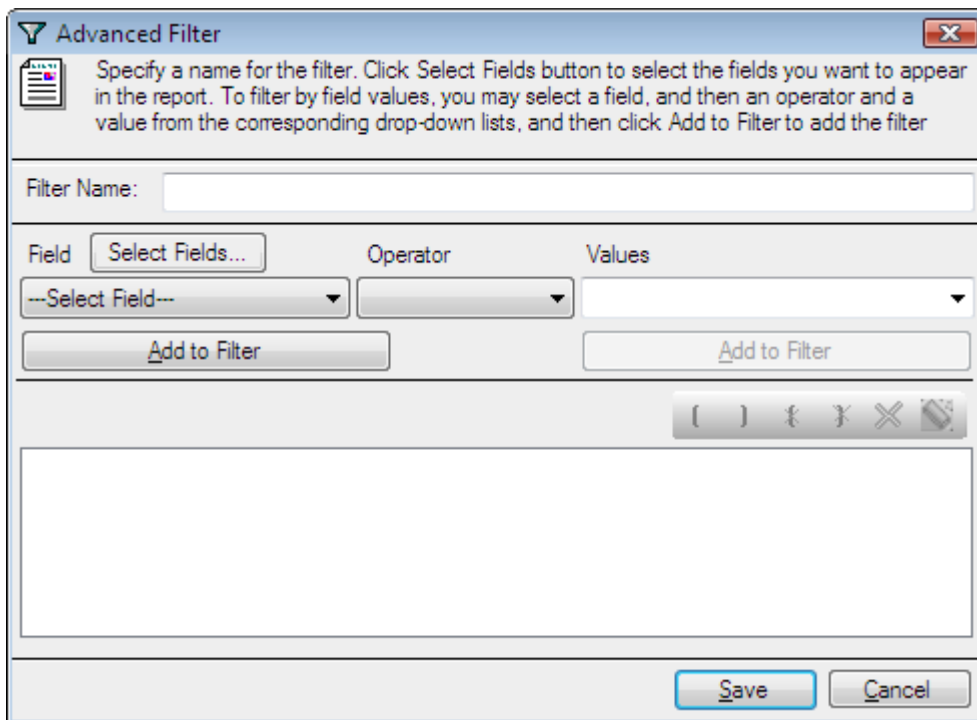 Advanced Filter
Specify a name for the filter. Click Select Fields button to select the fields you want to appear
in the report. To filter by field values, you may select a field, and then an operator and a
value from the corresponding drop-down lists, and then click Add to Filter to add the filter
Filter Name:
Field Select Fields... Operator Values
---Select Field---
Add to Filter Add to Filter
( ) 
Save Cancel